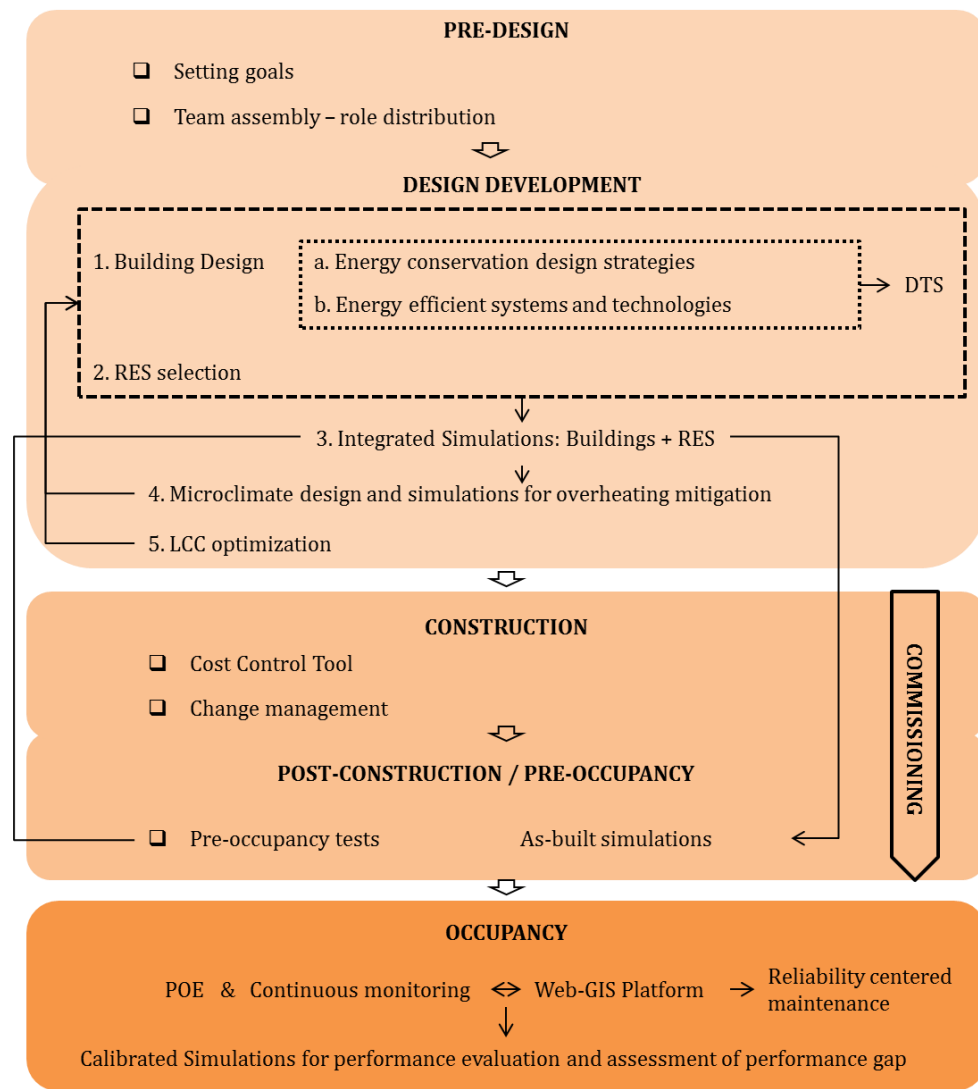 PRE-DESIGN
Setting goals
Team assembly – role distribution
DESIGN DEVELOPMENT
1. Building Design
a. Energy conservation design strategies
b. Energy efficient systems and technologies
DTS
2. RES selection
3. Integrated Simulations: Buildings + RES
4. Microclimate design and simulations for overheating mitigation
5. LCC optimization
CONSTRUCTION
Cost Control Tool
Change management
COMMISSIONING
POST-CONSTRUCTION / PRE-OCCUPANCY
Pre-occupancy tests
As-built simulations
OCCUPANCY
POE & Continuous monitoring
Web-GIS Platform
Reliability centered
maintenance
Calibrated Simulations for performance evaluation and assessment of performance gap